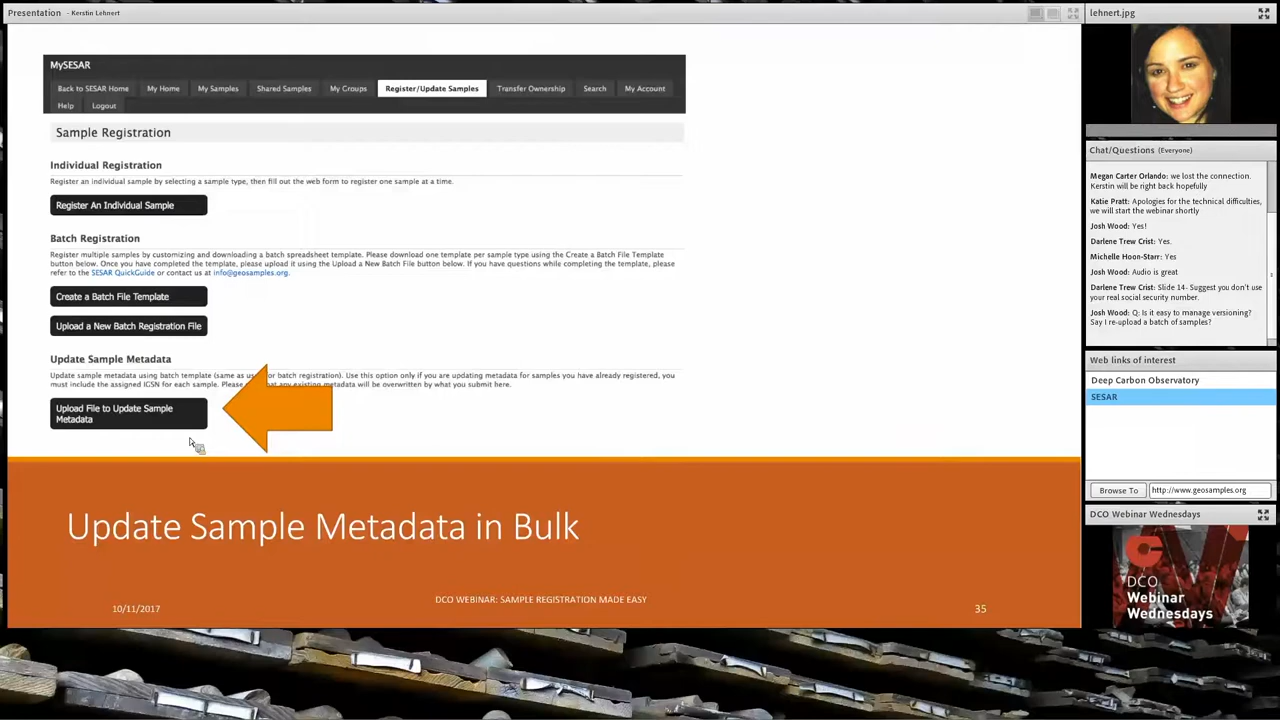 Presentation - Kerstin Lehnert
MySESAR
Back to SESAR Home My Home My Samples Shared Samples My Groups Register/Update Samples Transfer Ownership Search My Account
Help Logout
Sample Registration
Individual Registration
Register an individual sample by selecting a sample type, then fill out the web form to register one sample at a time.
Register An Individual Sample
Batch Registration
Register multiple samples by customizing and downloading a batch spreadsheet template. Please download one template per sample type using the Create a Batch File Template
button below. Once you have completed the template, please upload it using the Upload a New Batch File button below. If you have questions while completing the template, please
refer to the SESAR QuickGuide or contact us at info@geosamples.org.
Create a Batch File Template
Upload a New Batch Registration File
Update Sample Metadata
Update sample metadata using batch template (same as us for batch registration). Use this option only if you are updating metadata for samples you have already registered, you
must include the assigned IGSN for each sample. Please that any existing metadata will be overwritten by what you submit here.
Upload File to Update Sample
Metadata
Update Sample Metadata in Bulk
10/11/2017
DCO WEBINAR: SAMPLE REGISTRATION MADE EASY
35
lehnert.jpg
Chat/Questions (Everyone)
Megan Carter Orlando: we lost the connection.
Kerstin will be right back hopefully
Katie Pratt: Apologies for the technical difficulties,
we will start the webinar shortly
Josh Wood: Yes!
Darlene Trew Crist: Yes.
Michelle Hoon-Starr: Yes
Josh Wood: Audio is great
Darlene Trew Crist: Slide 14- Suggest you don't use
your real social security number.
Josh Wood: Q: Is it easy to manage versioning?
Say I re-upload a batch of samples?
Web links of interest
Deep Carbon Observatory
SESAR
Browse To http://www.geosamples.org
DCO Webinar Wednesdays
DCO
Webinar
Wednesdays